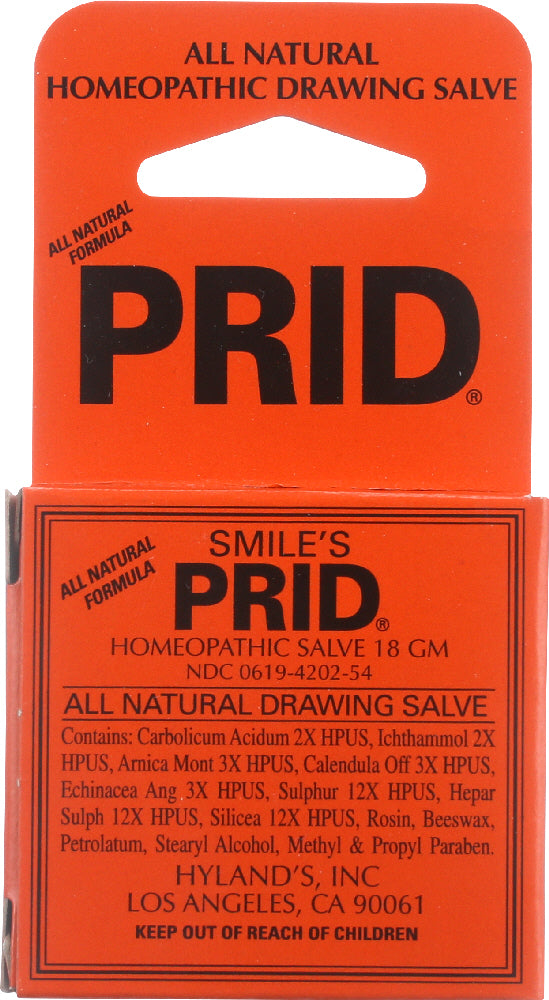 ALL NATURAL
HOMEOPATHIC DRAWING SALVE
ALL NATURAL
FORMULA
PRID®
ALL NATURAL
FORMULA
SMILE'S
PRID®
HOMEOPATHIC SALVE 18 GM
NDC 0619-4202-54
ALL NATURAL DRAWING SALVE
Contains: Carbolicum Acidum 2X HPUS, Ichthammol 2X
HPUS, Arnica Mont 3X HPUS, Calendula Off 3X HPUS,
Echinacea Ang 3X HPUS, Sulphur 12X HPUS, Hepar
Sulph 12X HPUS, Silicea 12X HPUS, Rosin, Beeswax,
Petrolatum, Stearyl Alcohol, Methyl & Propyl Paraben.
HYLAND'S, INC
LOS ANGELES, CA 90061
KEEP OUT OF REACH OF CHILDREN